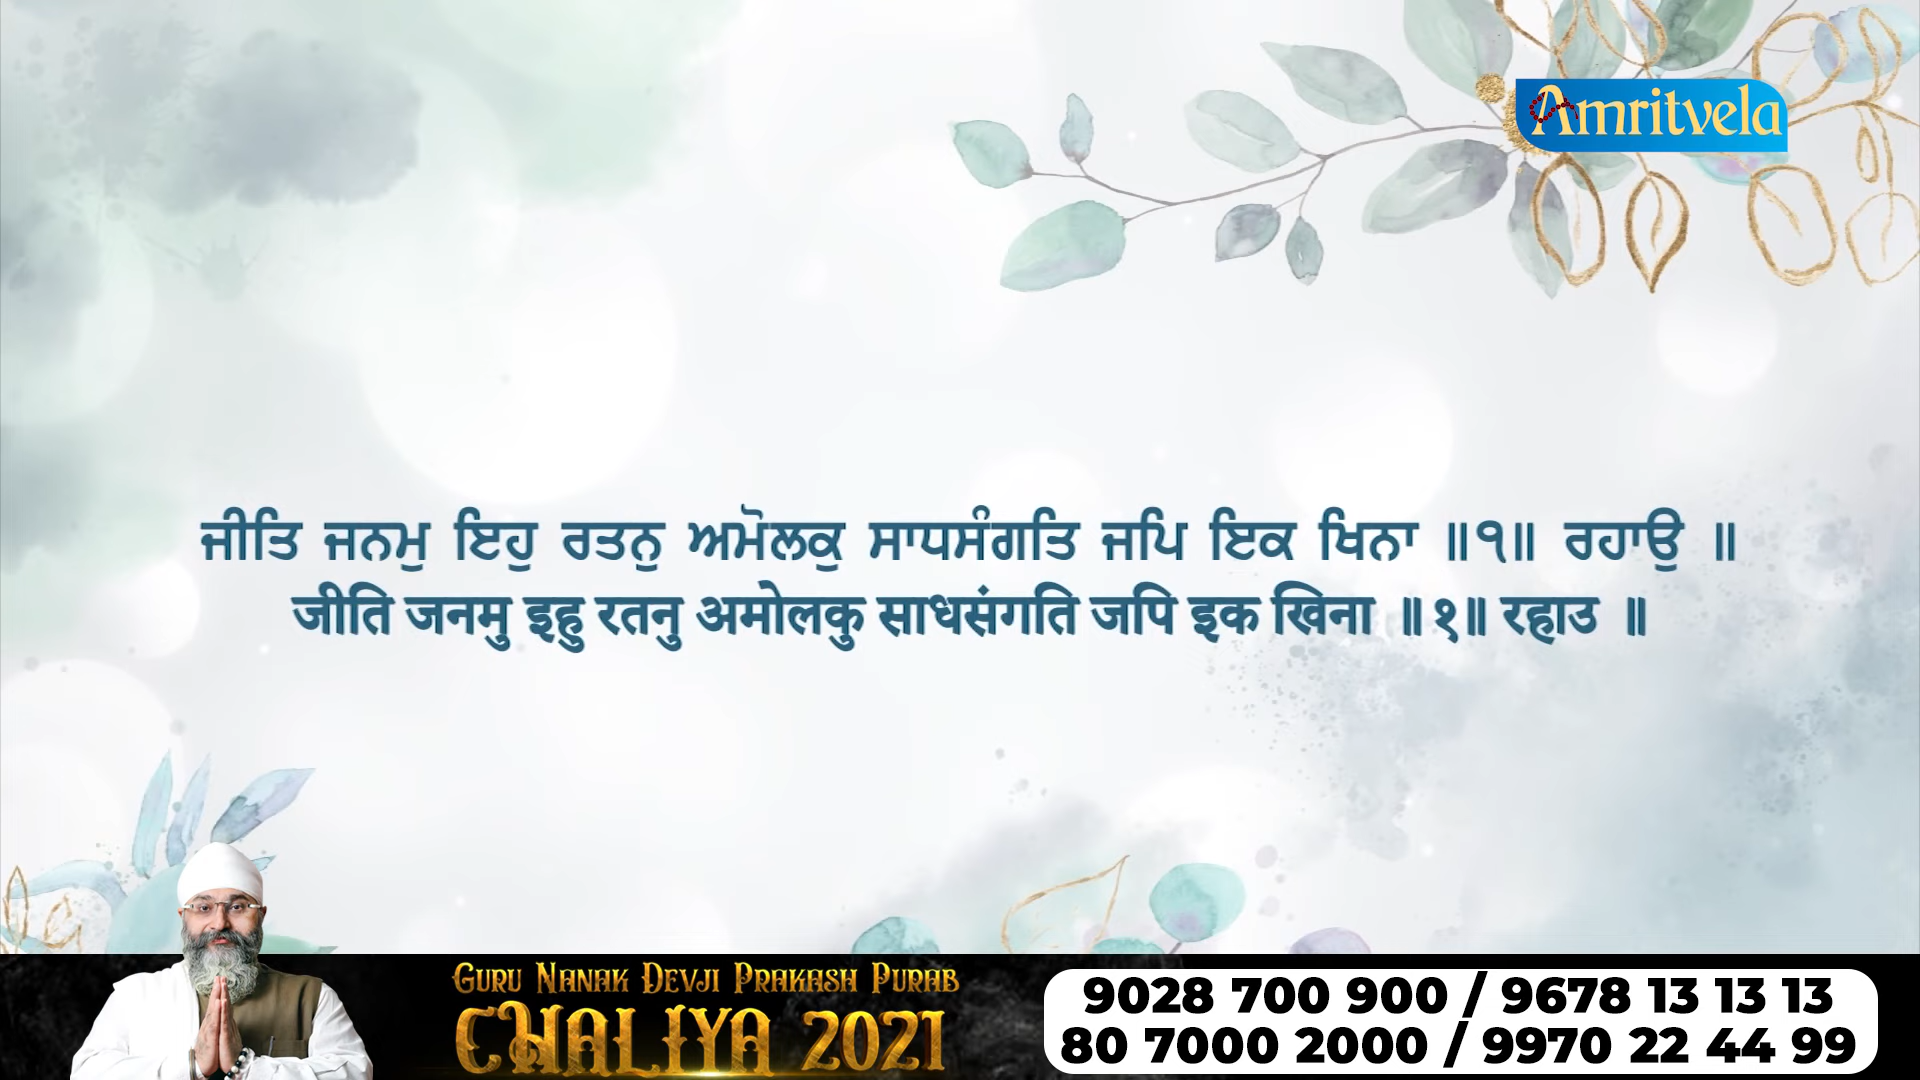 Amritvela
ਜੀਤਿ ਜਨਮੁ ਇਹੁ ਰਤਨੁ ਅਮੋਲਕੁ ਸਾਧਸੰਗਤਿ ਜਪਿ ਇਕ ਖਿਨਾ ॥੧॥ ਰਹਾਉ ॥
जीति जनमु इहु रतनु अमोलकु साधसंगति जपि इक खिना ॥१॥ रहाउ ॥
Guru Nanak Devji Prakash Purab
CHALIYA 2021
9028 700 900 / 9678 13 13 13
80 7000 2000 / 9970 22 44 99